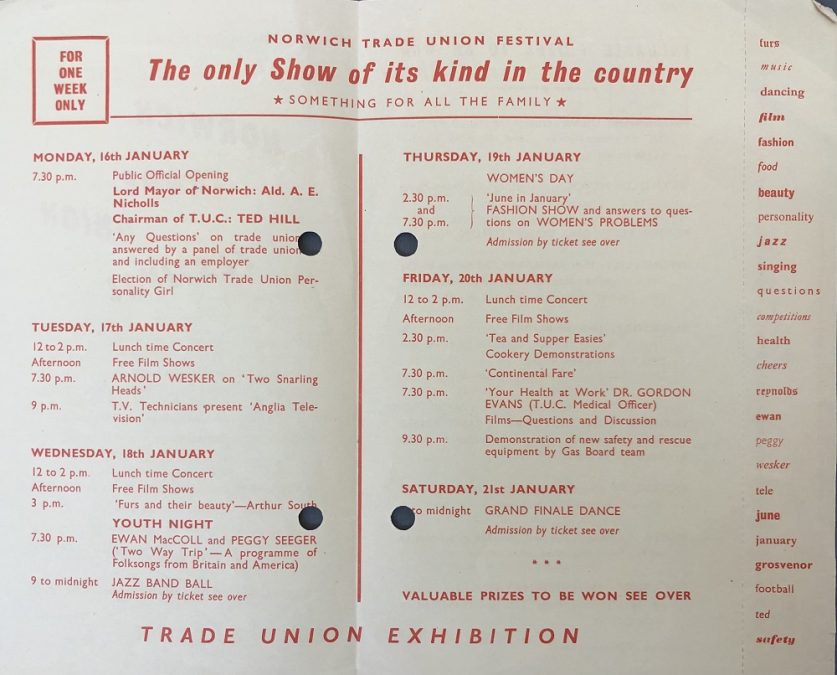 FOR
ONE
WEEK
ONLY
NORWICH TRADE UNION FESTIVAL
The only Show of its kind in the country
★ SOMETHING FOR ALL THE FAMILY ★
MONDAY, 16th JANUARY
7.30 p.m. Public Official Opening
Lord Mayor of Norwich: Ald. A. E.
Nicholls
Chairman of T.U.C.: TED HILL
'Any Questions' on trade union
answered by a panel of trade union
and including an employer
Election of Norwich Trade Union Per-
sonality Girl
TUESDAY, 17th JANUARY
12 to 2 p.m. Lunch time Concert
Afternoon Free Film Shows
7.30 p.m. ARNOLD WESKER on 'Two Snarling
Heads'
9 p.m. T.V. Technicians present 'Anglia Tele-
vision'
WEDNESDAY, 18th JANUARY
12 to 2 p.m. Lunch time Concert
Afternoon Free Film Shows
3 p.m. 'Furs and their beauty'—Arthur South
YOUTH NIGHT
7.30 p.m. EWAN MacCOLL and PEGGY SEEGER
('Two Way Trip'—A programme of
Folksongs from Britain and America)
9 to midnight JAZZ BAND BALL
Admission by ticket see over
THURSDAY, 19th JANUARY
WOMEN'S DAY
2.30 p.m. 'June in January'
and FASHION SHOW and answers to ques-
7.30 p.m. tions on WOMEN'S PROBLEMS
Admission by ticket see over
FRIDAY, 20th JANUARY
12 to 2 p.m. Lunch time Concert
Afternoon Free Film Shows
2.30 p.m. 'Tea and Supper Easies'
Cookery Demonstrations
7.30 p.m. 'Continental Fare'
7.30 p.m. 'Your Health at Work' DR. GORDON
EVANS (T.U.C. Medical Officer)
Films—Questions and Discussion
9.30 p.m. Demonstration of new safety and rescue
equipment by Gas Board team
SATURDAY, 21st JANUARY
to midnight GRAND FINALE DANCE
Admission by ticket see over
* * *
VALUABLE PRIZES TO BE WON SEE OVER
TRADE UNION EXHIBITION
furs
music
dancing
film
fashion
food
beauty
personality
jazz
singing
questions
competitions
health
cheers
reynolds
ewan
peggy
wesker
tele
june
january
grosvenor
football
ted
safety